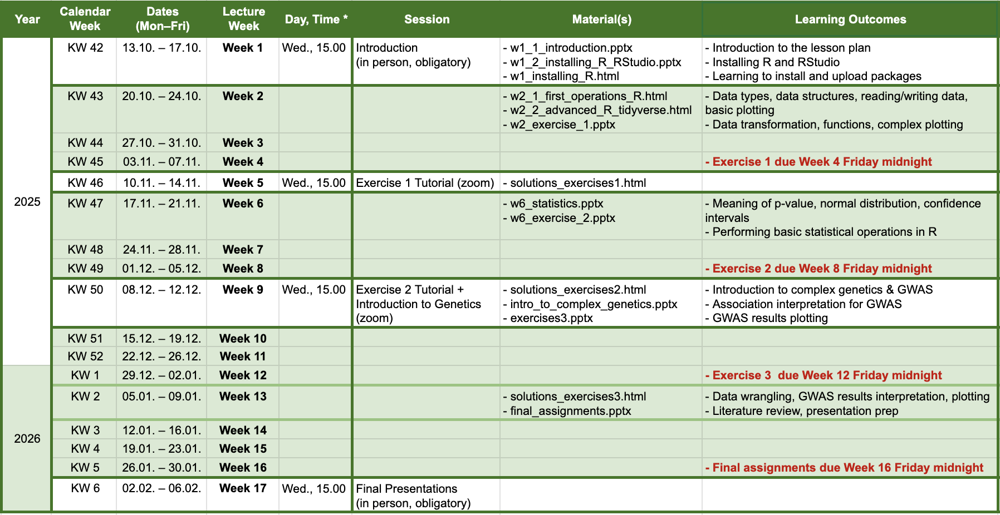 Year Calendar Week Dates (Mon–Fri) Lecture Week Day, Time * Session Material(s) Learning Outcomes
2025
KW 42 13.10. – 17.10. Week 1 Wed., 15.00 Introduction
(in person, obligatory)
- w1_1_introduction.pptx
- w1_2_installing_R_RStudio.pptx
- w1_installing_R.html
- Introduction to the lesson plan
- Installing R and RStudio
- Learning to install and upload packages
KW 43 20.10. – 24.10. Week 2
- w2_1_first_operations_R.html
- w2_2_advanced_R_tidyverse.html
- w2_exercise_1.pptx
- Data types, data structures, reading/writing data,
basic plotting
- Data transformation, functions, complex plotting
KW 44 27.10. – 31.10. Week 3
KW 45 03.11. – 07.11. Week 4 - Exercise 1 due Week 4 Friday midnight
KW 46 10.11. – 14.11. Week 5 Wed., 15.00 Exercise 1 Tutorial (zoom) - solutions_exercises1.html
KW 47 17.11. – 21.11. Week 6
- w6_statistics.pptx
- w6_exercise_2.pptx
- Meaning of p-value, normal distribution, confidence
intervals
- Performing basic statistical operations in R
KW 48 24.11. – 28.11. Week 7
KW 49 01.12. – 05.12. Week 8 - Exercise 2 due Week 8 Friday midnight
KW 50 08.12. – 12.12. Week 9 Wed., 15.00 Exercise 2 Tutorial +
Introduction to Genetics
(zoom)
- solutions_exercises2.html
- intro_to_complex_genetics.pptx
- exercises3.pptx
- Introduction to complex genetics & GWAS
- Association interpretation for GWAS
- GWAS results plotting
KW 51 15.12. – 19.12. Week 10
KW 52 22.12. – 26.12. Week 11
2026
KW 1 29.12. – 02.01. Week 12 - Exercise 3  due Week 12 Friday midnight
KW 2 05.01. – 09.01. Week 13
- solutions_exercises3.html
- final_assignments.pptx
- Data wrangling, GWAS results interpretation, plotting
- Literature review, presentation prep
KW 3 12.01. – 16.01. Week 14
KW 4 19.01. – 23.01. Week 15
KW 5 26.01. – 30.01. Week 16 - Final assignments due Week 16 Friday midnight
KW 6 02.02. – 06.02. Week 17 Wed., 15.00 Final Presentations
(in person, obligatory)